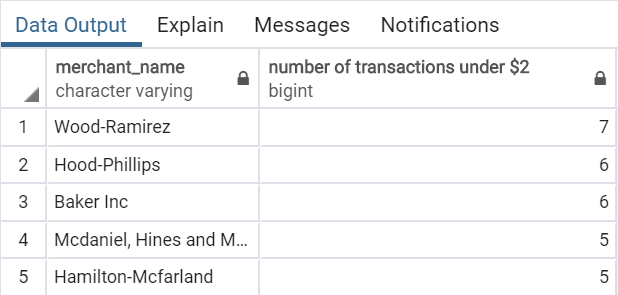 Data Output Explain Messages Notifications
merchant_name number of transactions under $2
character varying bigint
1 Wood-Ramirez 7
2 Hood-Phillips 6
3 Baker Inc 6
4 Mcdaniel, Hines and M... 5
5 Hamilton-Mcfarland 5